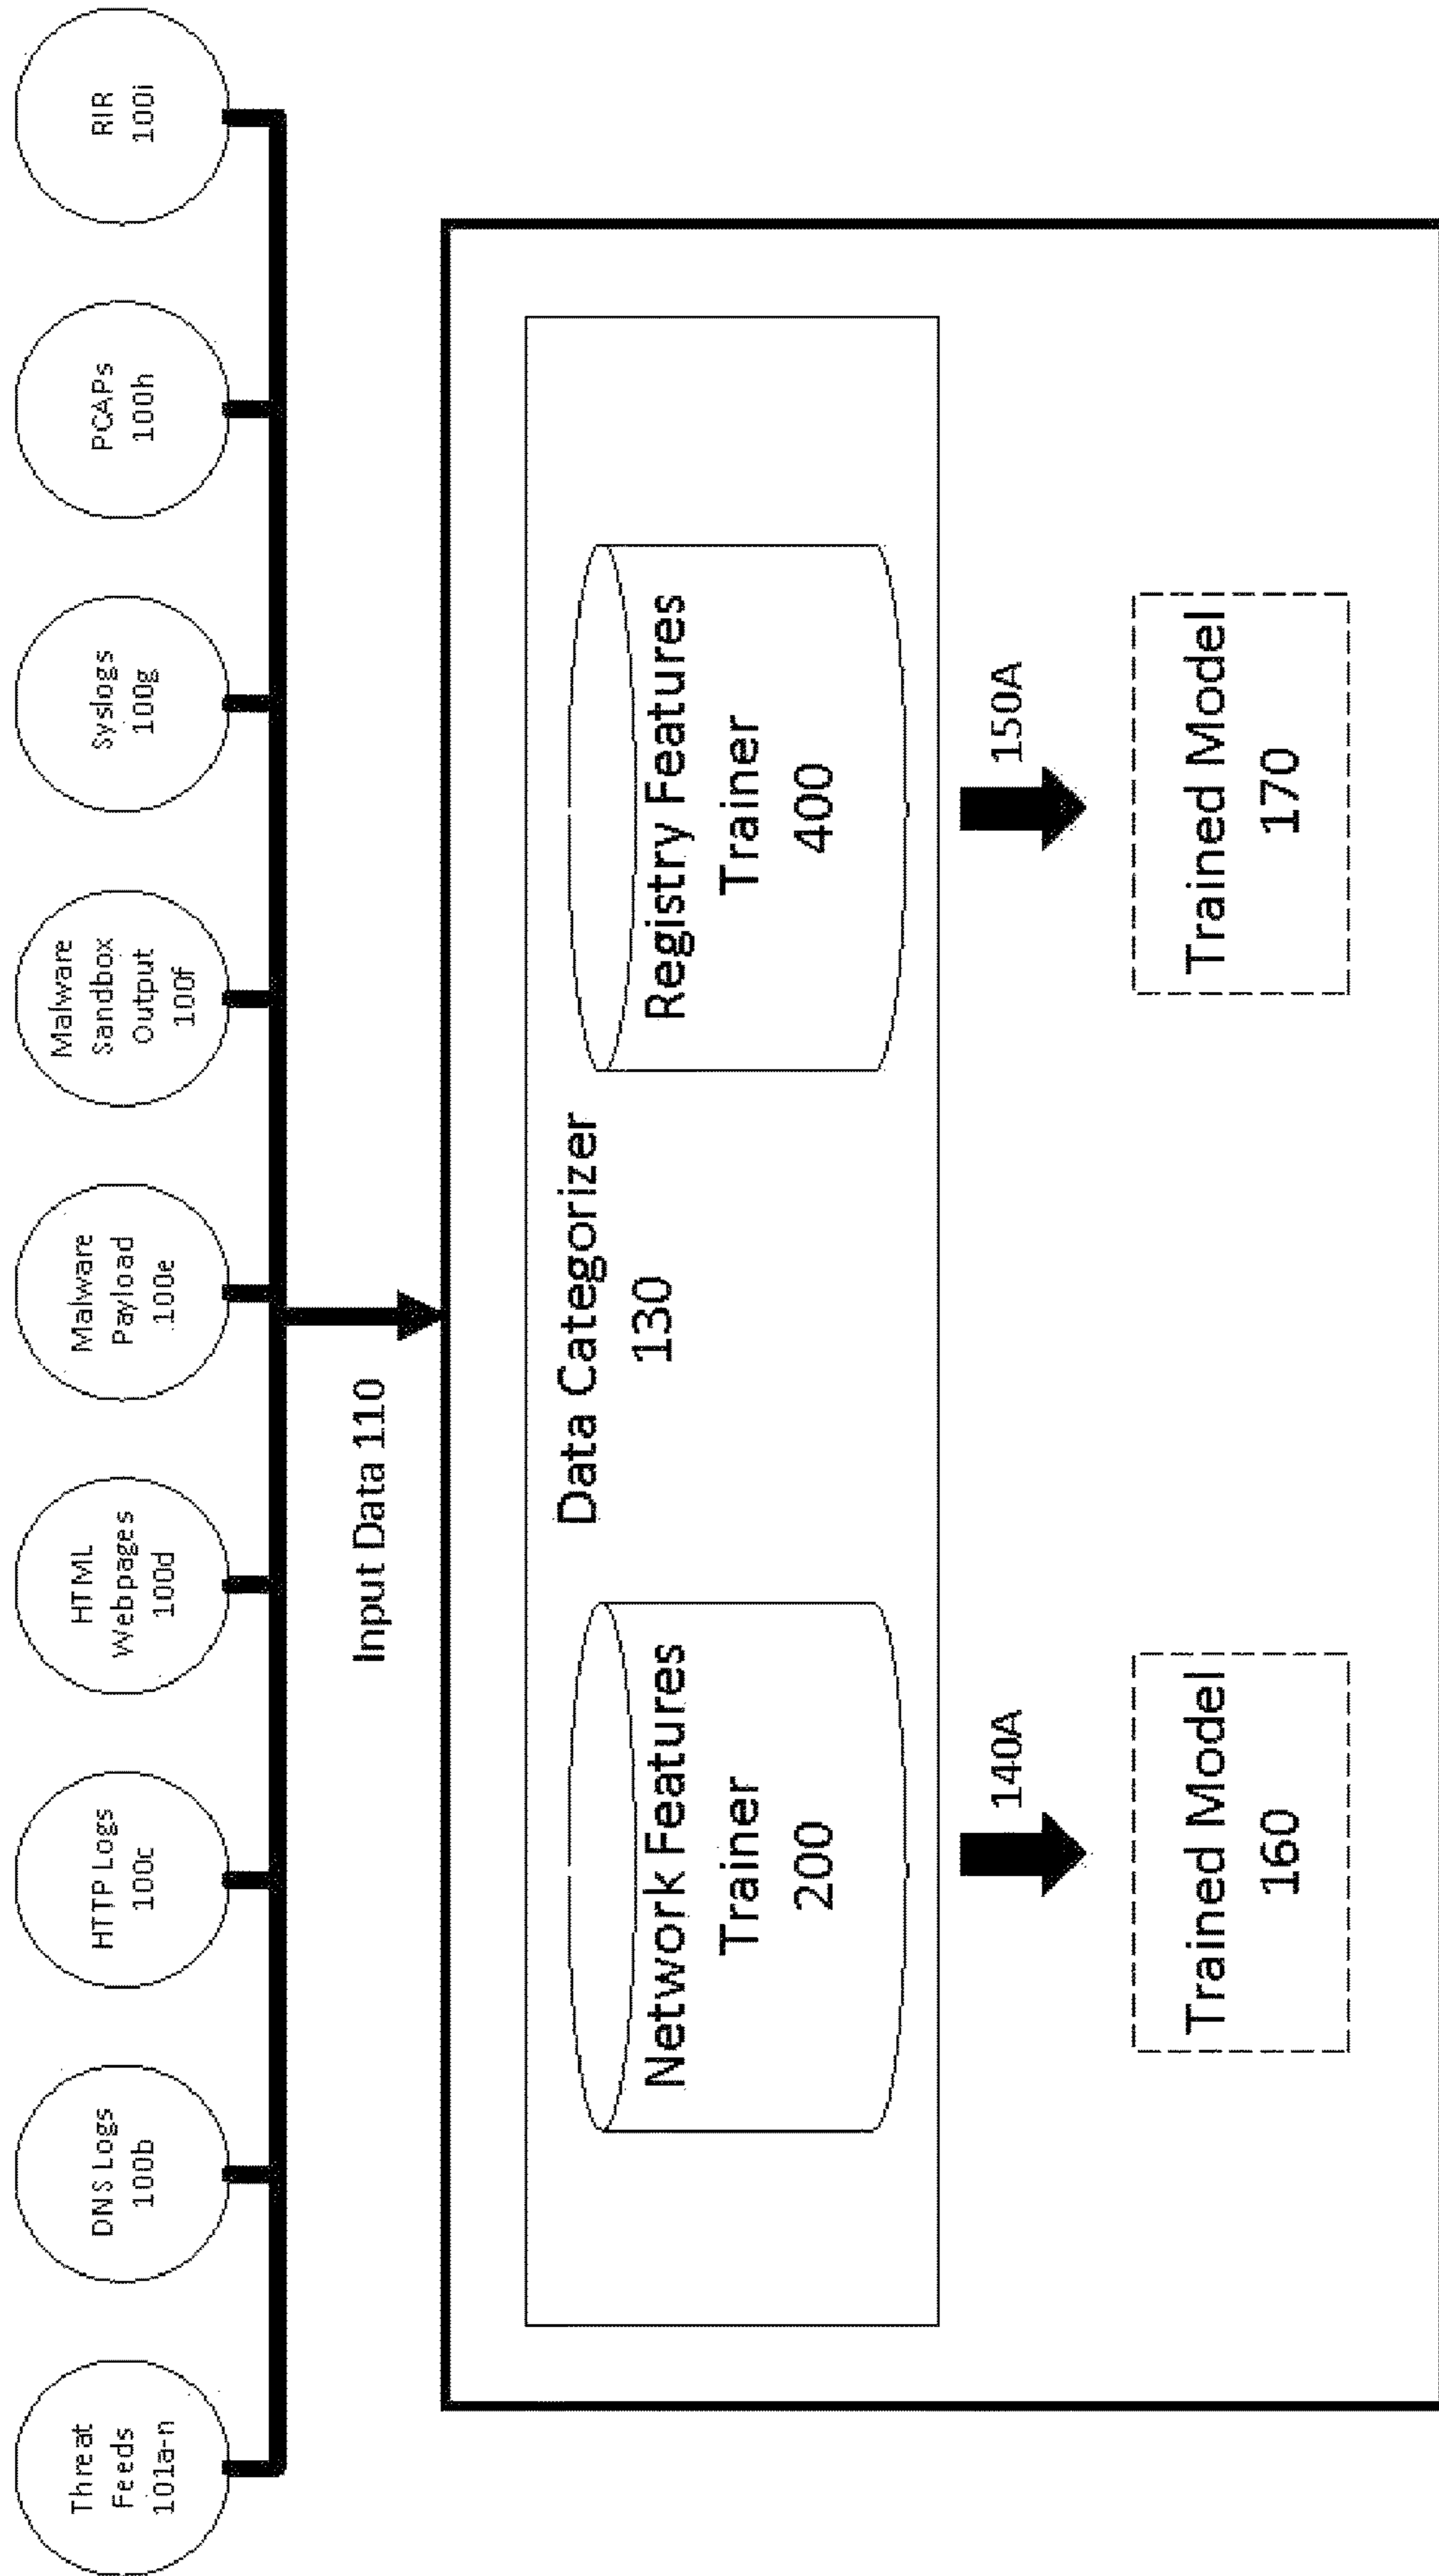 Threat
Feeds
101a-n
DNS Logs
100b
HTTP Logs
100c
HTML
Webpages
100d
Malware
Payload
100e
Malware
Sandbox
Output
100f
Syslogs
100g
PCAPs
100h
RIR
100i
Input Data 110
Data Categorizer
130
Network Features
Trainer
200
Registry Features
Trainer
400
140A
150A
Trained Model
160
Trained Model
170